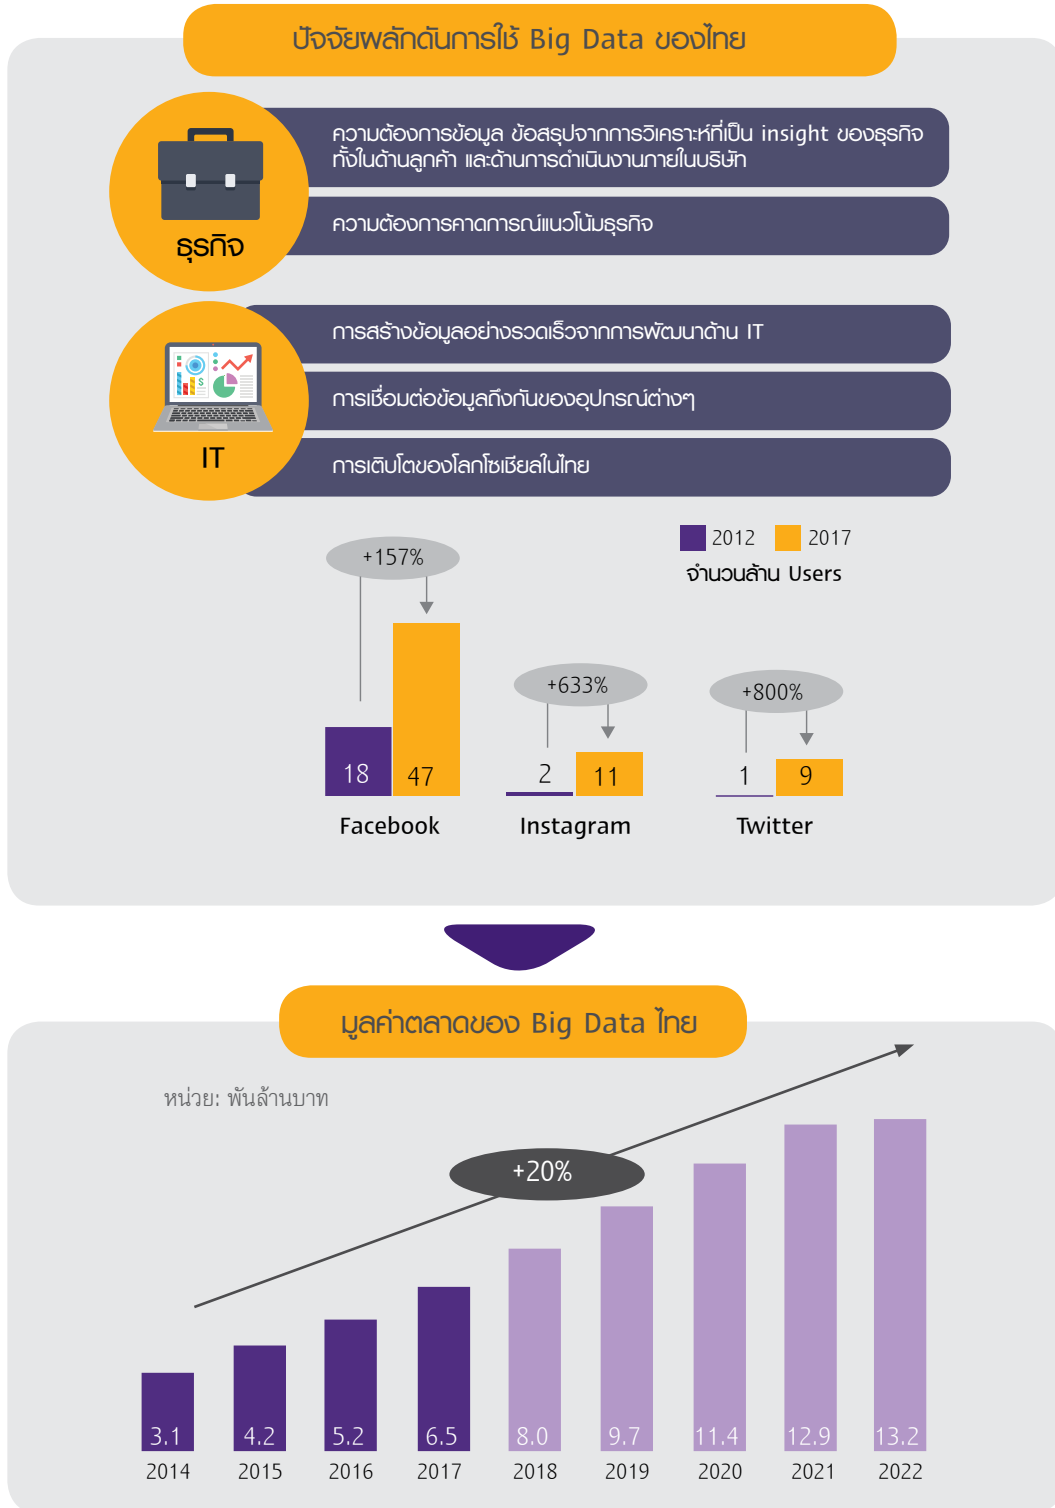 ปัจจัยผลักดันการใช้ Big Data ของไทย
ความต้องการข้อมูล ข้อสรุปจากการวิเคราะห์ที่เป็น insight ของธุรกิจ
ทั้งในด้านลูกค้า และด้านการดำเนินงานภายในบริษัท
ความต้องการคาดการณ์แนวโน้มธุรกิจ
ธุรกิจ
การสร้างข้อมูลอย่างรวดเร็วจากการพัฒนาด้าน IT
การเชื่อมต่อข้อมูลถึงกันของอุปกรณ์ต่างๆ
การเติบโตของโลกโซเชียลในไทย
$
IT
2012 2017
จำนวนล้าน Users
+157%
+633%
+800%
18 47 2 11 1 9
Facebook Instagram Twitter
มูลค่าตลาดของ Big Data ไทย
หน่วย: พันล้านบาท
+20%
3.1 4.2 5.2 6.5 8.0 9.7 11.4 12.9 13.2
2014 2015 2016 2017 2018 2019 2020 2021 2022